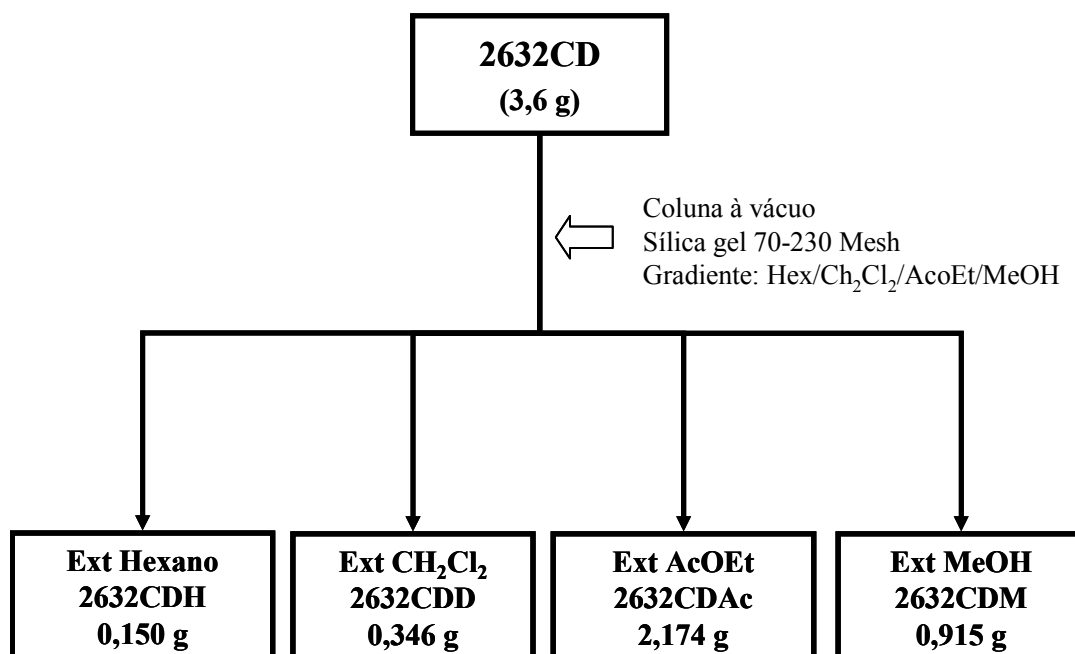 2632CD
(3,6 g)
Coluna à vácuo
Sílica gel 70-230 Mesh
Gradiente: Hex/Ch₂Cl₂/AcoEt/MeOH
Ext Hexano
2632CDH
0,150 g
Ext CH₂Cl₂
2632CDD
0,346 g
Ext AcOEt
2632CDAc
2,174 g
Ext MeOH
2632CDM
0,915 g